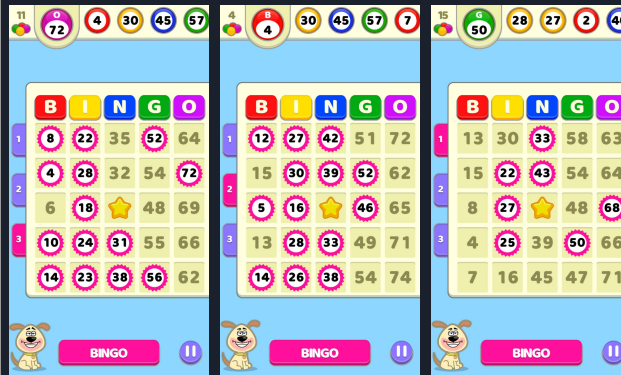 11 O 72 4 30 45 57
B I N G O
1 8 22 35 52 64
2 4 28 32 54 72
6 18 48 69
3 10 24 31 55 66
14 23 38 56 62
BINGO
4 B 4 30 45 57 7
B I N G O
1 12 27 42 51 72
2 15 30 39 52 62
5 16 46 65
3 13 28 33 49 71
14 26 38 54 74
BINGO
15 G 50 28 27 2
B I N G O
1 13 30 33 58 63
2 15 22 43 54 64
8 27 48 68
3 4 25 39 50 66
7 16 45 47 71
BINGO